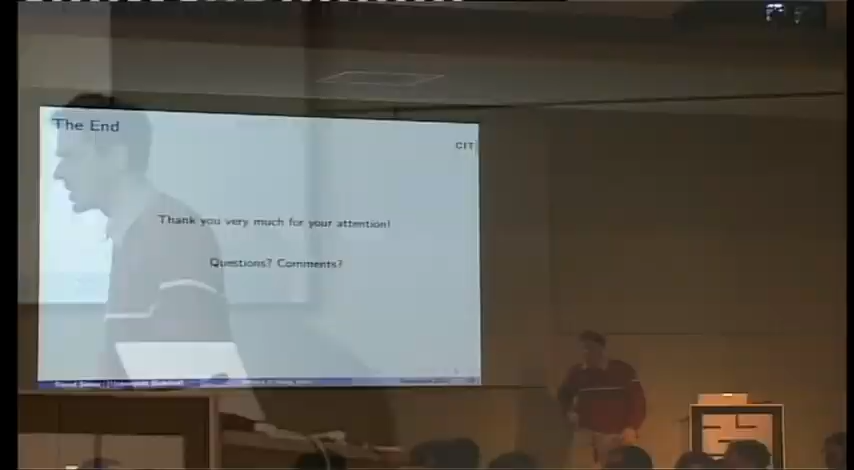 The End
CIT
Thank you very much for your attention!
Questions? Comments?